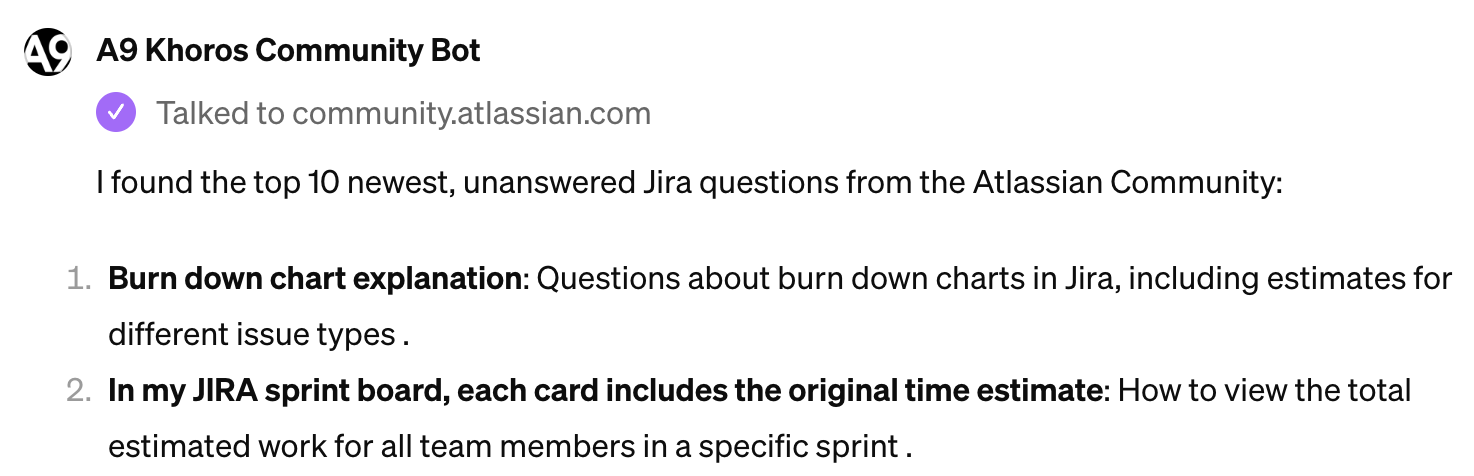 A9
A9 Khoros Community Bot
Talked to community.atlassian.com
I found the top 10 newest, unanswered Jira questions from the Atlassian Community:
1. Burn down chart explanation: Questions about burn down charts in Jira, including estimates for
different issue types .
2. In my JIRA sprint board, each card includes the original time estimate: How to view the total
estimated work for all team members in a specific sprint .